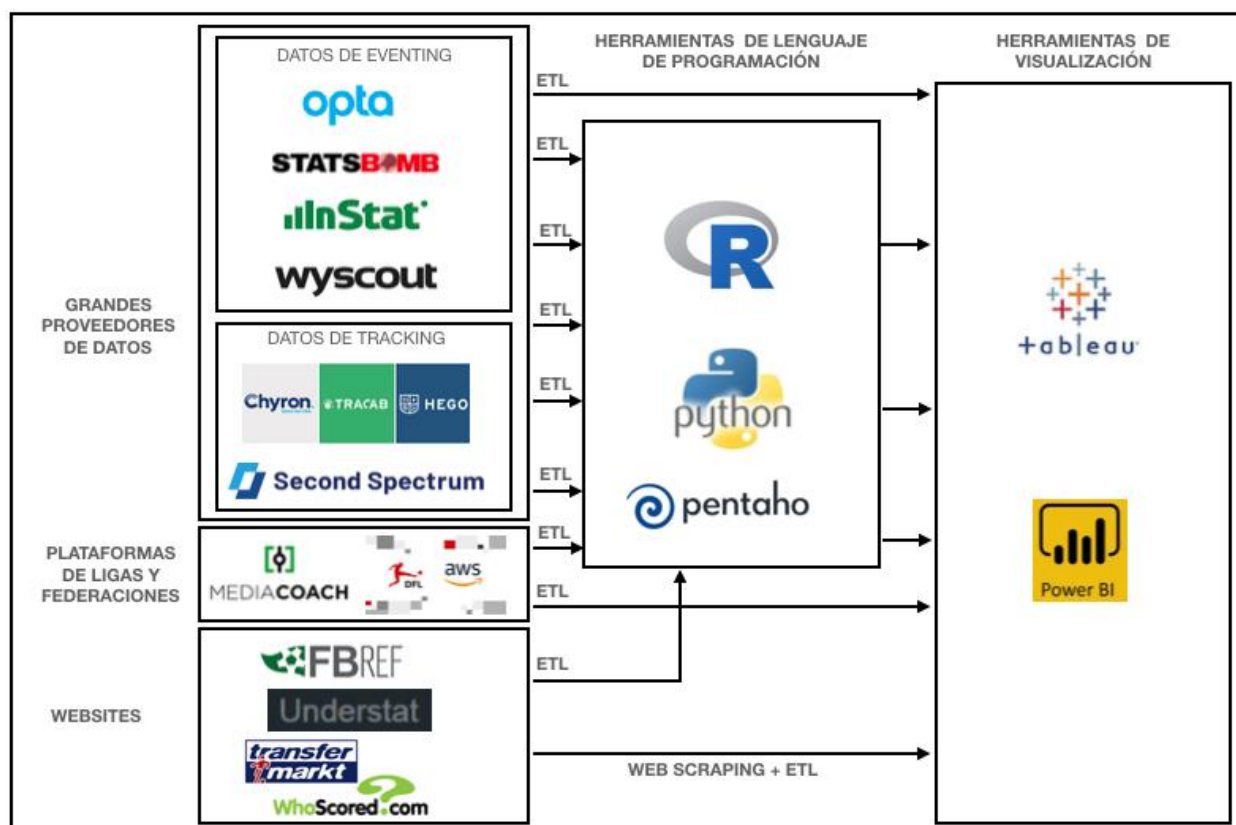 DATOS DE EVENTING
opta
STATSBOMB
InStat
wyscout
GRANDES
PROVEEDORES
DE DATOS
DATOS DE TRACKING
Chyron
TRACAB
HEGO
Second Spectrum
PLATAFORMAS
DE LIGAS Y
FEDERACIONES
MEDIACOACH
DFL
aws
WEBSITES
FBREF
Understat
transfer
markt
WhoScored.com
ETL
ETL
ETL
ETL
ETL
ETL
ETL
ETL
ETL
WEB SCRAPING + ETL
HERRAMIENTAS DE LENGUAJE
DE PROGRAMACIÓN
R
python
pentaho
HERRAMIENTAS DE
VISUALIZACIÓN
+ableau
Power BI